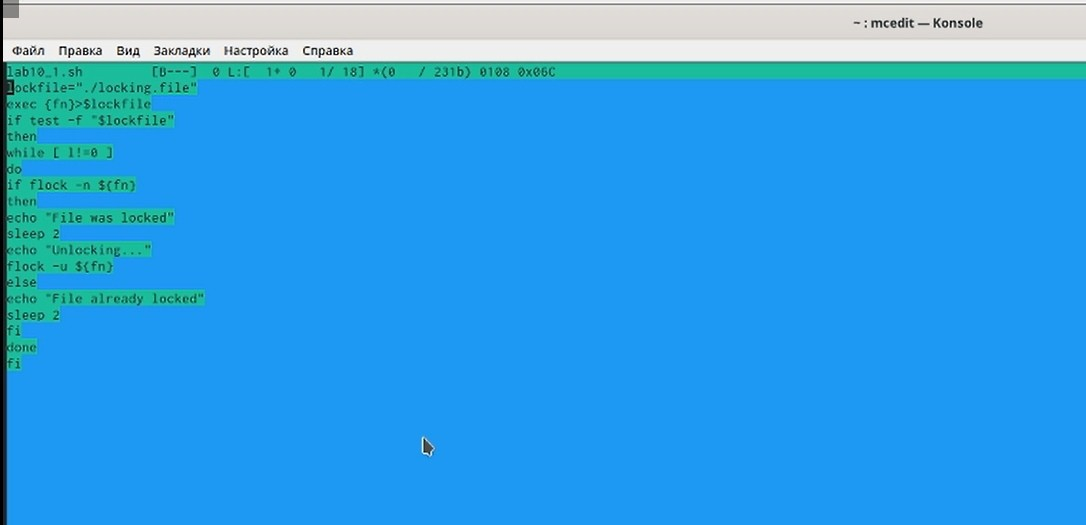 ~ : mcedit — Konsole
Файл Правка Вид Закладки Настройка Справка
lab10_1.sh [B---] 0 L:[ 1+ 0 1/ 18] *(0 / 231b) 0108 0x06C
lockfile="./locking.file"
exec {fn}>$lockfile
if test -f "$lockfile"
then
while [ l!=0 ]
do
if flock -n ${fn}
then
echo "File was locked"
sleep 2
echo "Unlocking..."
flock -u ${fn}
else
echo "File already locked"
sleep 2
fi
done
fi